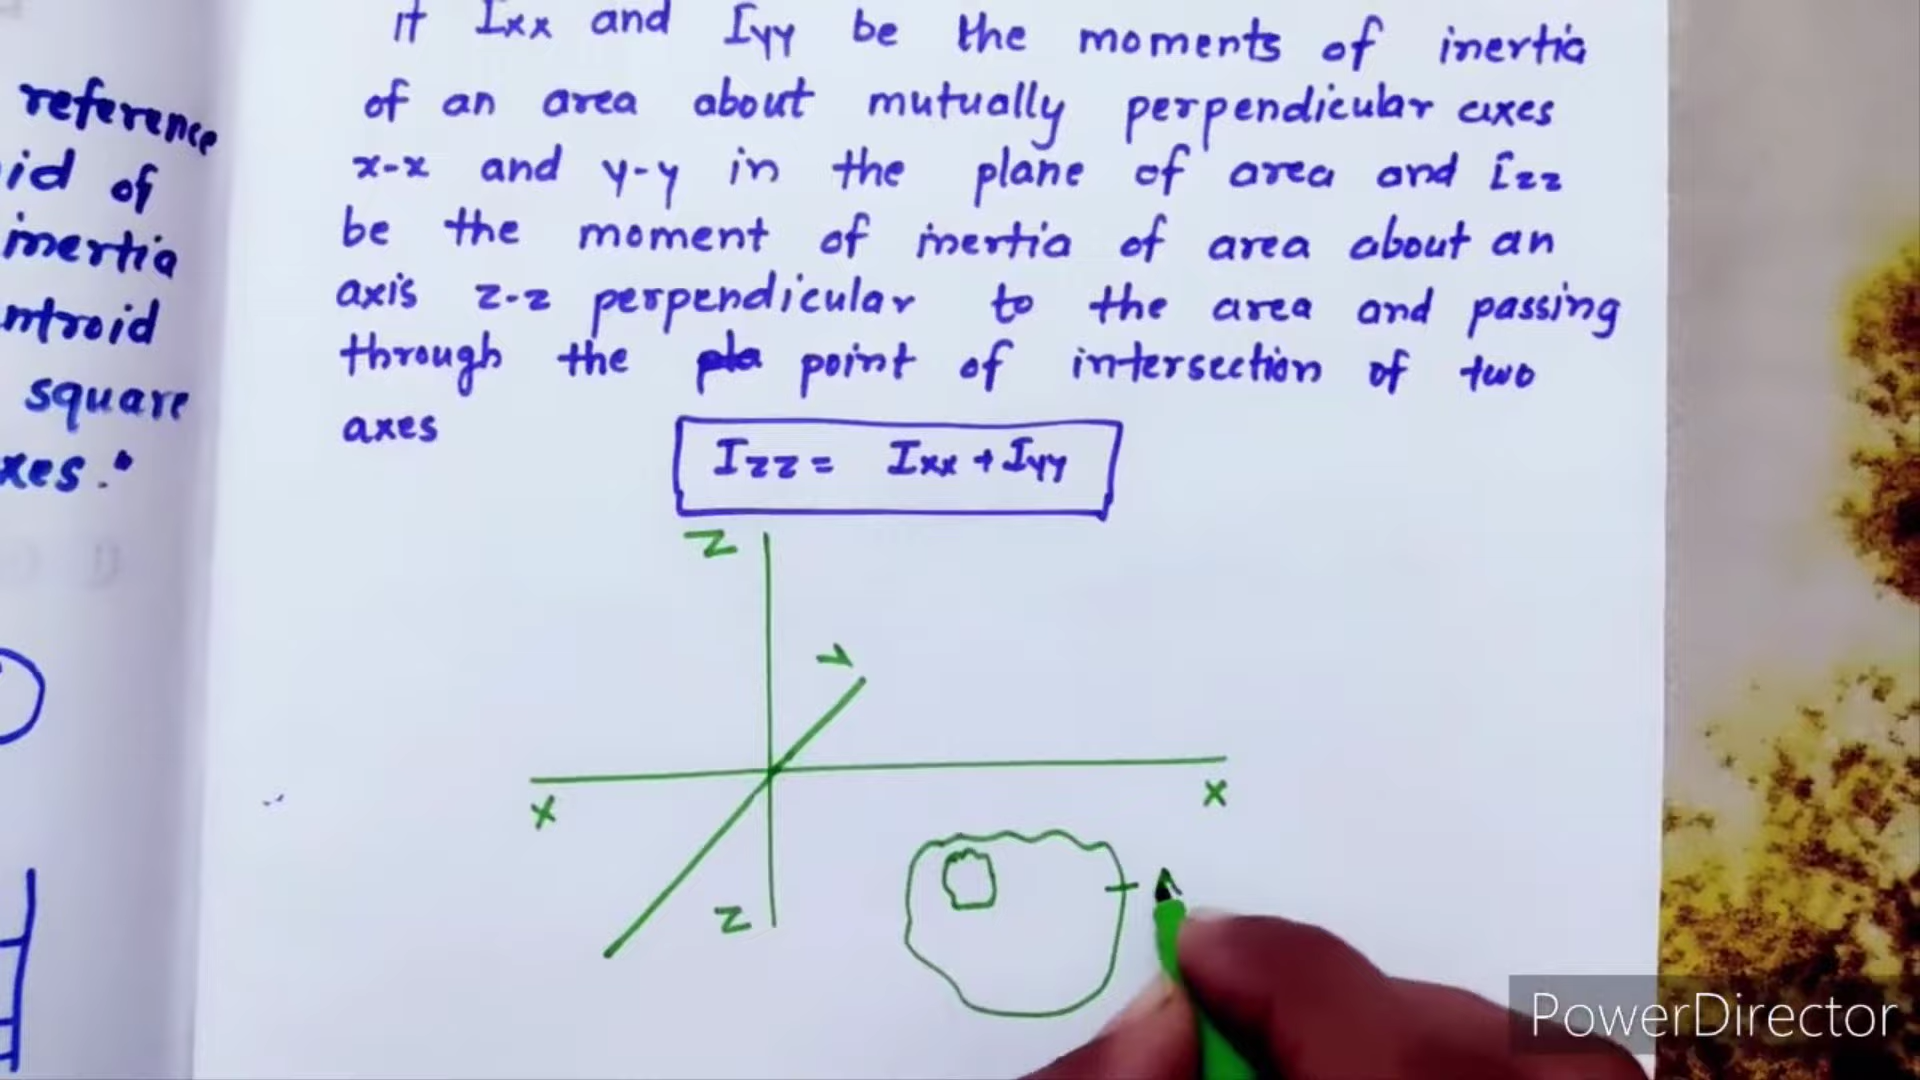 reference
id of
inertia
ntroid
square
xes."
If Ixx and Iyy be the moments of inertia
of an area about mutually perpendicular axes
x-x and y-y in the plane of area and Izz
be the moment of inertia of area about an
axis z-z perpendicular to the area and passing
through the pla point of intersection of two
axes
Izz = Ixx + Iyy
Z
Y
X
X
Z
PowerDirector